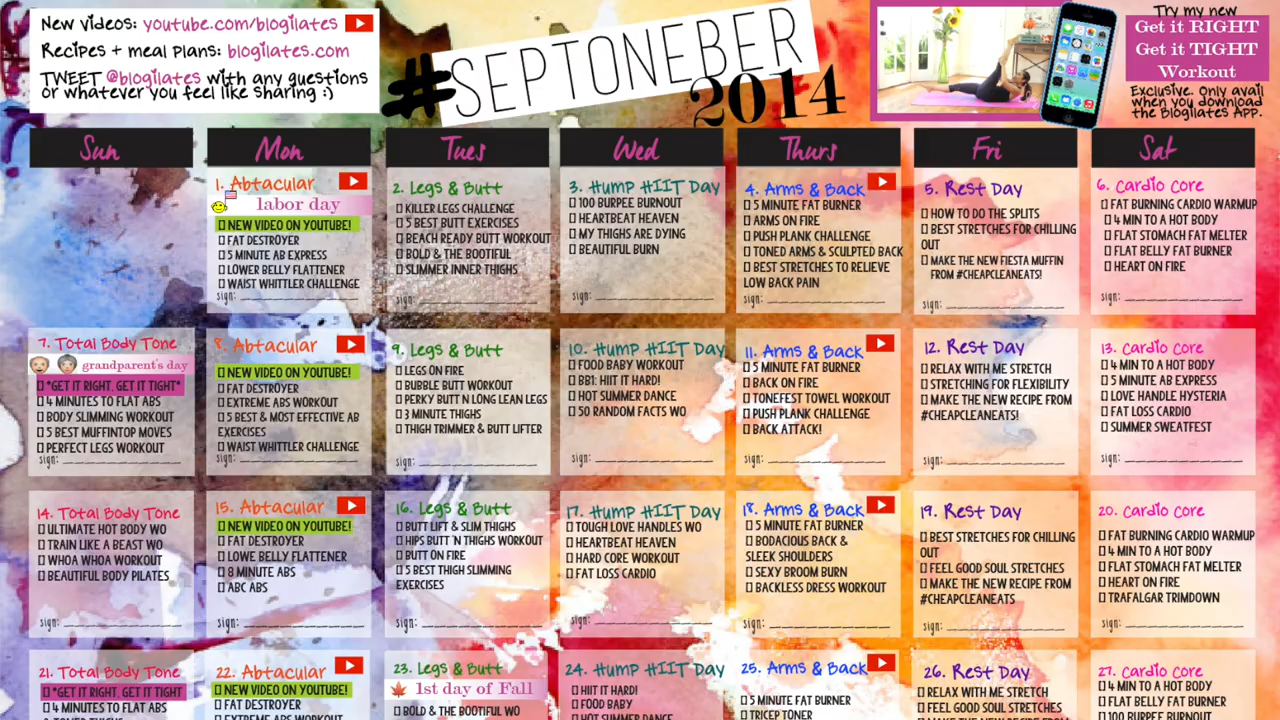 New videos: youtube.com/blogilates
Recipes + meal plans: blogilates.com
TWEET @blogilates with any questions
or whatever you feel like sharing :)
#SEPTONEBER
2014
Try my new
Get it RIGHT
Get it TIGHT
Workout
Exclusive. Only avail
when you download
the Blogilates App.
Sun Mon Tues Wed Thurs Fri Sat
1. Abtacular
labor day
NEW VIDEO ON YOUTUBE!
FAT DESTROYER
5 MINUTE AB EXPRESS
LOWER BELLY FLATTENER
WAIST WHITTLER CHALLENGE
sign:
2. Legs & Butt
KILLER LEGS CHALLENGE
5 BEST BUTT EXERCISES
BEACH READY BUTT WORKOUT
BOLD & THE BOOTIFUL
SLIMMER INNER THIGHS
sign:
3. Hump HIIT Day
100 BURPEE BURNOUT
HEARTBEAT HEAVEN
MY THIGHS ARE DYING
BEAUTIFUL BURN
sign:
4. Arms & Back
5 MINUTE FAT BURNER
ARMS ON FIRE
PUSH PLANK CHALLENGE
TONED ARMS & SCULPTED BACK
BEST STRETCHES TO RELIEVE
LOW BACK PAIN
sign:
5. Rest Day
HOW TO DO THE SPLITS
BEST STRETCHES FOR CHILLING
OUT
MAKE THE NEW FIESTA MUFFIN
FROM #CHEAPCLEANEATS!
sign:
6. Cardio Core
FAT BURNING CARDIO WARMUP
4 MIN TO A HOT BODY
FLAT STOMACH FAT MELTER
FLAT BELLY FAT BURNER
HEART ON FIRE
sign:
7. Total Body Tone
grandparent's day
*GET IT RIGHT, GET IT TIGHT*
4 MINUTES TO FLAT ABS
BODY SLIMMING WORKOUT
5 BEST MUFFINTOP MOVES
PERFECT LEGS WORKOUT
sign:
8. Abtacular
NEW VIDEO ON YOUTUBE!
FAT DESTROYER
EXTREME ABS WORKOUT
5 BEST & MOST EFFECTIVE AB
EXERCISES
WAIST WHITTLER CHALLENGE
sign:
9. Legs & Butt
LEGS ON FIRE
BUBBLE BUTT WORKOUT
PERKY BUTT N LONG LEAN LEGS
3 MINUTE THIGHS
THIGH TRIMMER & BUTT LIFTER
sign:
10. Hump HIIT Day
FOOD BABY WORKOUT
BB1: HIIT IT HARD!
HOT SUMMER DANCE
50 RANDOM FACTS WO
sign:
11. Arms & Back
5 MINUTE FAT BURNER
BACK ON FIRE
TONEFEST TOWEL WORKOUT
PUSH PLANK CHALLENGE
BACK ATTACK!
sign:
12. Rest Day
RELAX WITH ME STRETCH
STRETCHING FOR FLEXIBILITY
MAKE THE NEW RECIPE FROM
#CHEAPCLEANEATS!
sign:
13. Cardio Core
4 MIN TO A HOT BODY
5 MINUTE AB EXPRESS
LOVE HANDLE HYSTERIA
FAT LOSS CARDIO
SUMMER SWEATFEST
sign:
14. Total Body Tone
ULTIMATE HOT BODY WO
TRAIN LIKE A BEAST WO
WHOA WHOA WORKOUT
BEAUTIFUL BODY PILATES
sign:
15. Abtacular
NEW VIDEO ON YOUTUBE!
FAT DESTROYER
LOWE BELLY FLATTENER
8 MINUTE ABS
ABC ABS
sign:
16. Legs & Butt
BUTT LIFT & SLIM THIGHS
HIPS BUTT 'N THIGHS WORKOUT
BUTT ON FIRE
5 BEST THIGH SLIMMING
EXERCISES
sign:
17. Hump HIIT Day
TOUGH LOVE HANDLES WO
HEARTBEAT HEAVEN
HARD CORE WORKOUT
FAT LOSS CARDIO
sign:
18. Arms & Back
5 MINUTE FAT BURNER
BODACIOUS BACK &
SLEEK SHOULDERS
SEXY BROOM BURN
BACKLESS DRESS WORKOUT
sign:
19. Rest Day
BEST STRETCHES FOR CHILLING
OUT
FEEL GOOD SOUL STRETCHES
MAKE THE NEW RECIPE FROM
#CHEAPCLEANEATS
sign:
20. Cardio Core
FAT BURNING CARDIO WARMUP
4 MIN TO A HOT BODY
FLAT STOMACH FAT MELTER
HEART ON FIRE
TRAFALGAR TRIMDOWN
sign:
21. Total Body Tone
*GET IT RIGHT, GET IT TIGHT
4 MINUTES TO FLAT ABS
22. Abtacular
NEW VIDEO ON YOUTUBE!
FAT DESTROYER
EXTREME ABS WORKOUT
23. Legs & Butt
1st day of Fall
BOLD & THE BOOTIFUL WO
24. Hump HIIT Day
HIIT IT HARD!
FOOD BABY
HOT SUMMER DANCE
25. Arms & Back
5 MINUTE FAT BURNER
TRICEP TONER
26. Rest Day
RELAX WITH ME STRETCH
FEEL GOOD SOUL STRETCHES
MAKE THE NEW RECIPE FROM
27. Cardio Core
4 MIN TO A HOT BODY
FLAT BELLY FAT BURNER
100 BURPEE BURNOUT